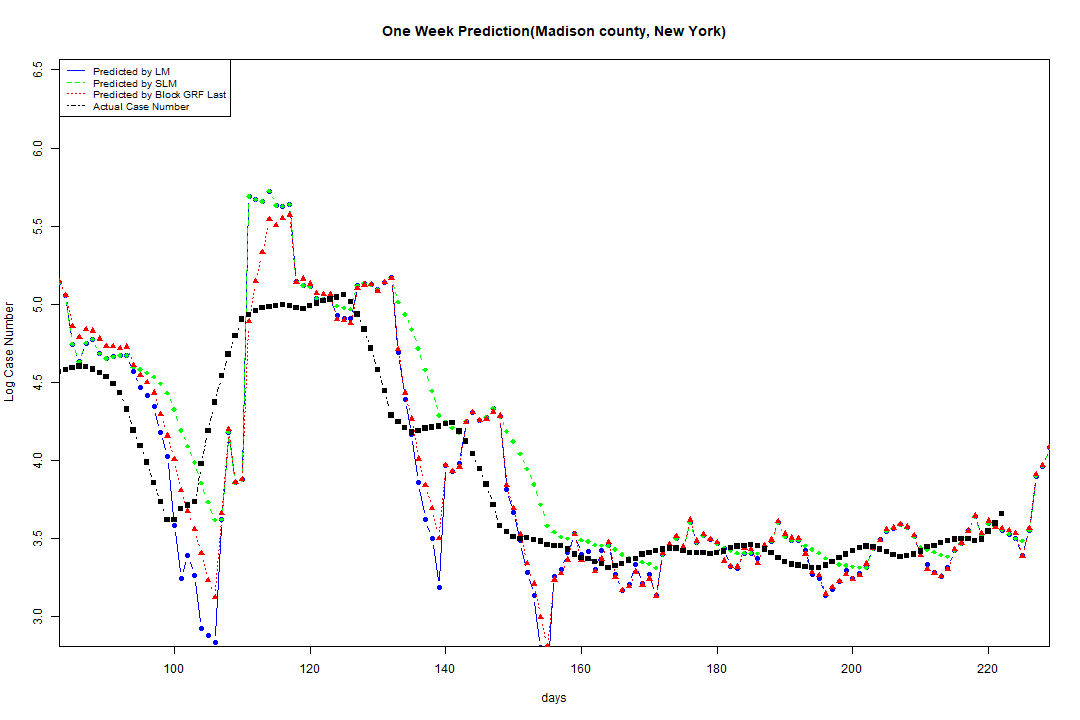 One Week Prediction(Madison county, New York)
Predicted by LM
Predicted by SLM
Predicted by Block GRF Last
Actual Case Number
6.5
6.0
5.5
5.0
4.5
4.0
3.5
3.0
Log Case Number
100 120 140 160 180 200 220
days